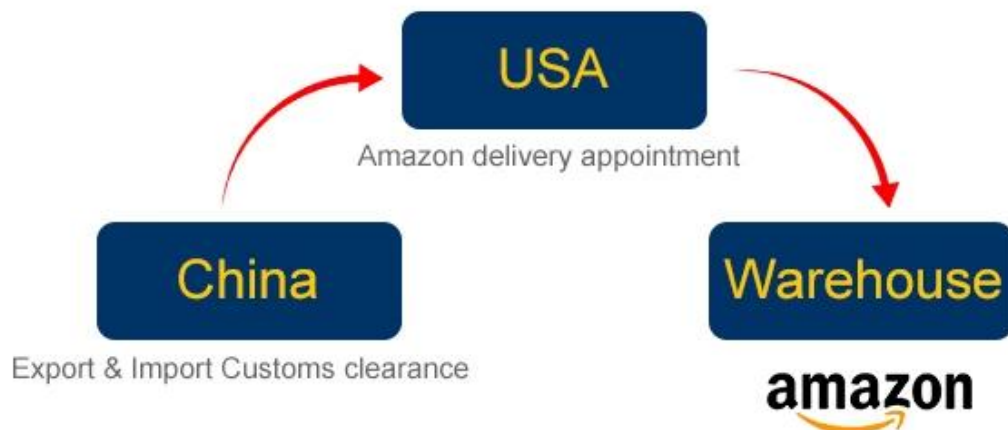 USA
Amazon delivery appointment
China
Export & Import Customs clearance
Warehouse
amazon